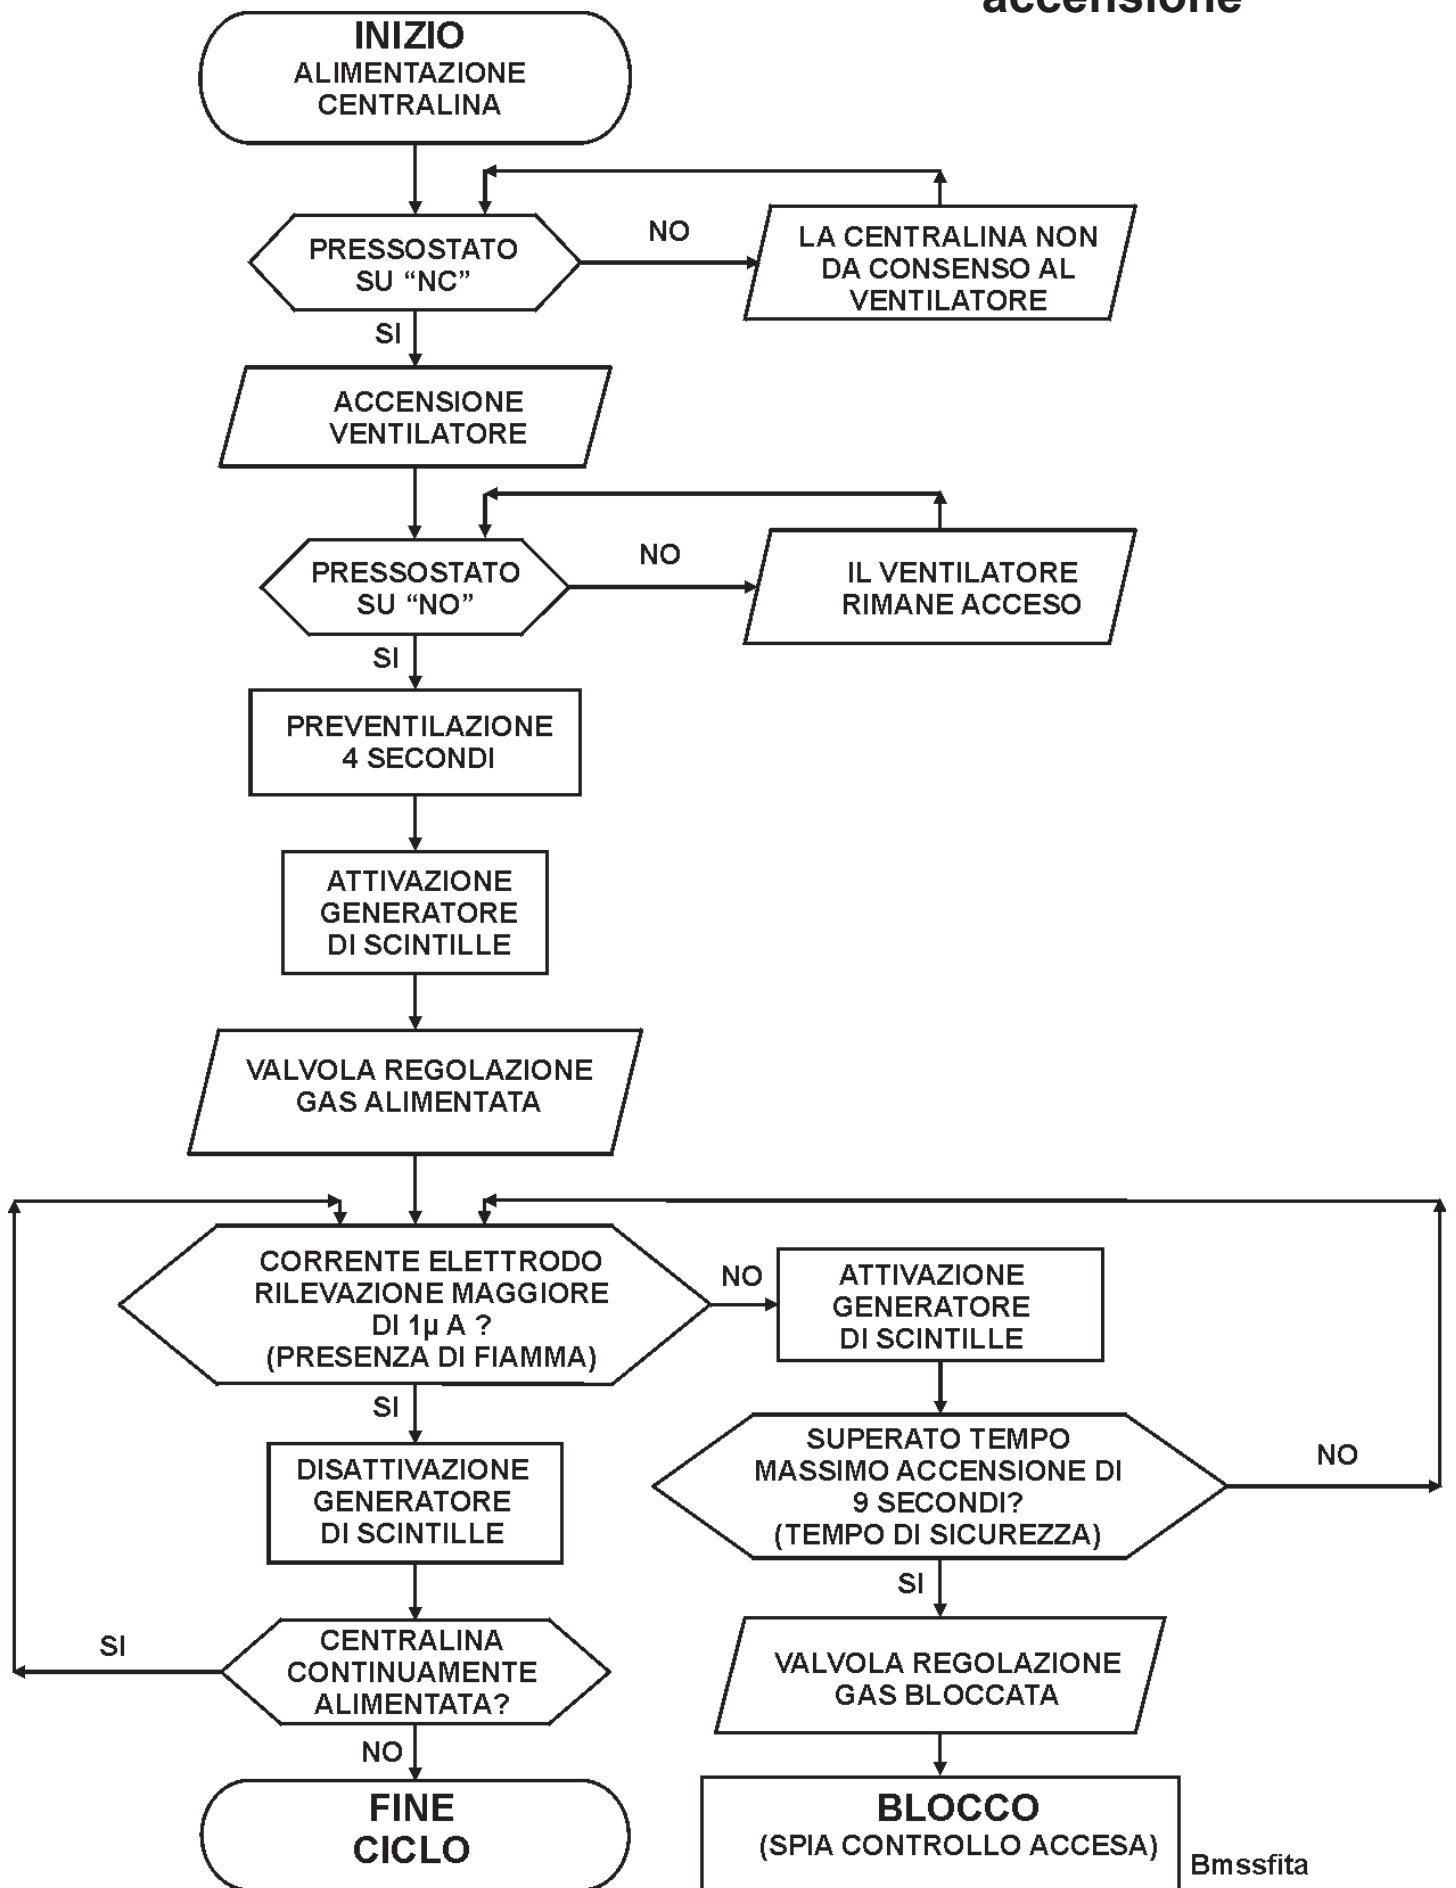 accensione
INIZIO
ALIMENTAZIONE
CENTRALINA
PRESSOSTATO
SU “NC”
NO
LA CENTRALINA NON
DA CONSENSO AL
VENTILATORE
SI
ACCENSIONE
VENTILATORE
PRESSOSTATO
SU “NO”
NO
IL VENTILATORE
RIMANE ACCESO
SI
PREVENTILAZIONE
4 SECONDI
ATTIVAZIONE
GENERATORE
DI SCINTILLE
VALVOLA REGOLAZIONE
GAS ALIMENTATA
CORRENTE ELETTRODO
RILEVAZIONE MAGGIORE
DI 1µ A ?
(PRESENZA DI FIAMMA)
NO
ATTIVAZIONE
GENERATORE
DI SCINTILLE
SI
DISATTIVAZIONE
GENERATORE
DI SCINTILLE
SUPERATO TEMPO
MASSIMO ACCENSIONE DI
9 SECONDI?
(TEMPO DI SICUREZZA)
NO
SI
CENTRALINA
CONTINUAMENTE
ALIMENTATA?
SI
VALVOLA REGOLAZIONE
GAS BLOCCATA
NO
FINE
CICLO
BLOCCO
(SPIA CONTROLLO ACCESA)
Bmssfita